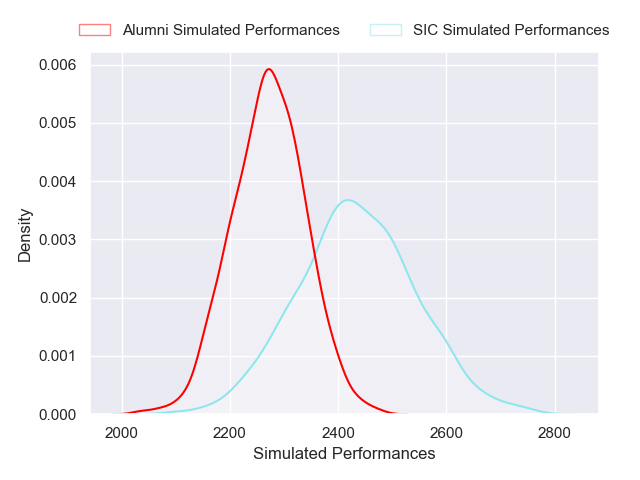 Alumni Simulated Performances SIC Simulated Performances
0.006
0.005
0.004
0.003
0.002
0.001
0.000
Density
2000 2200 2400 2600 2800
Simulated Performances